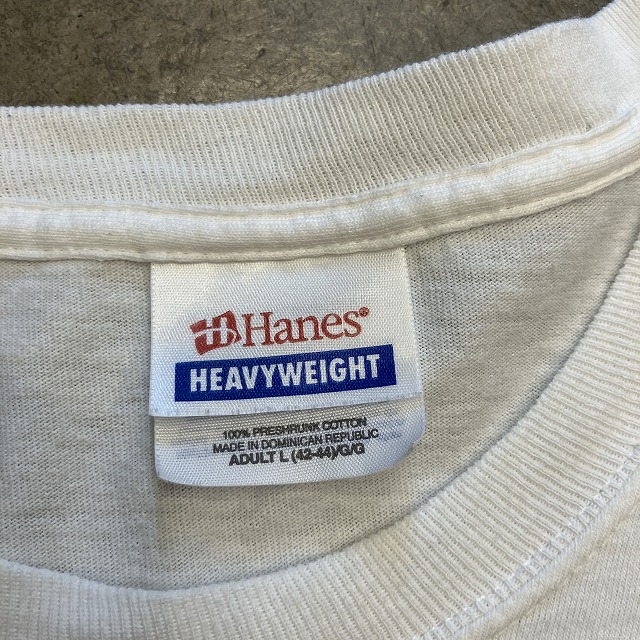 Hanes®
HEAVYWEIGHT
100% PRESHRUNK COTTON
MADE IN DOMINICAN REPUBLIC
ADULT L (42-44)/G/G